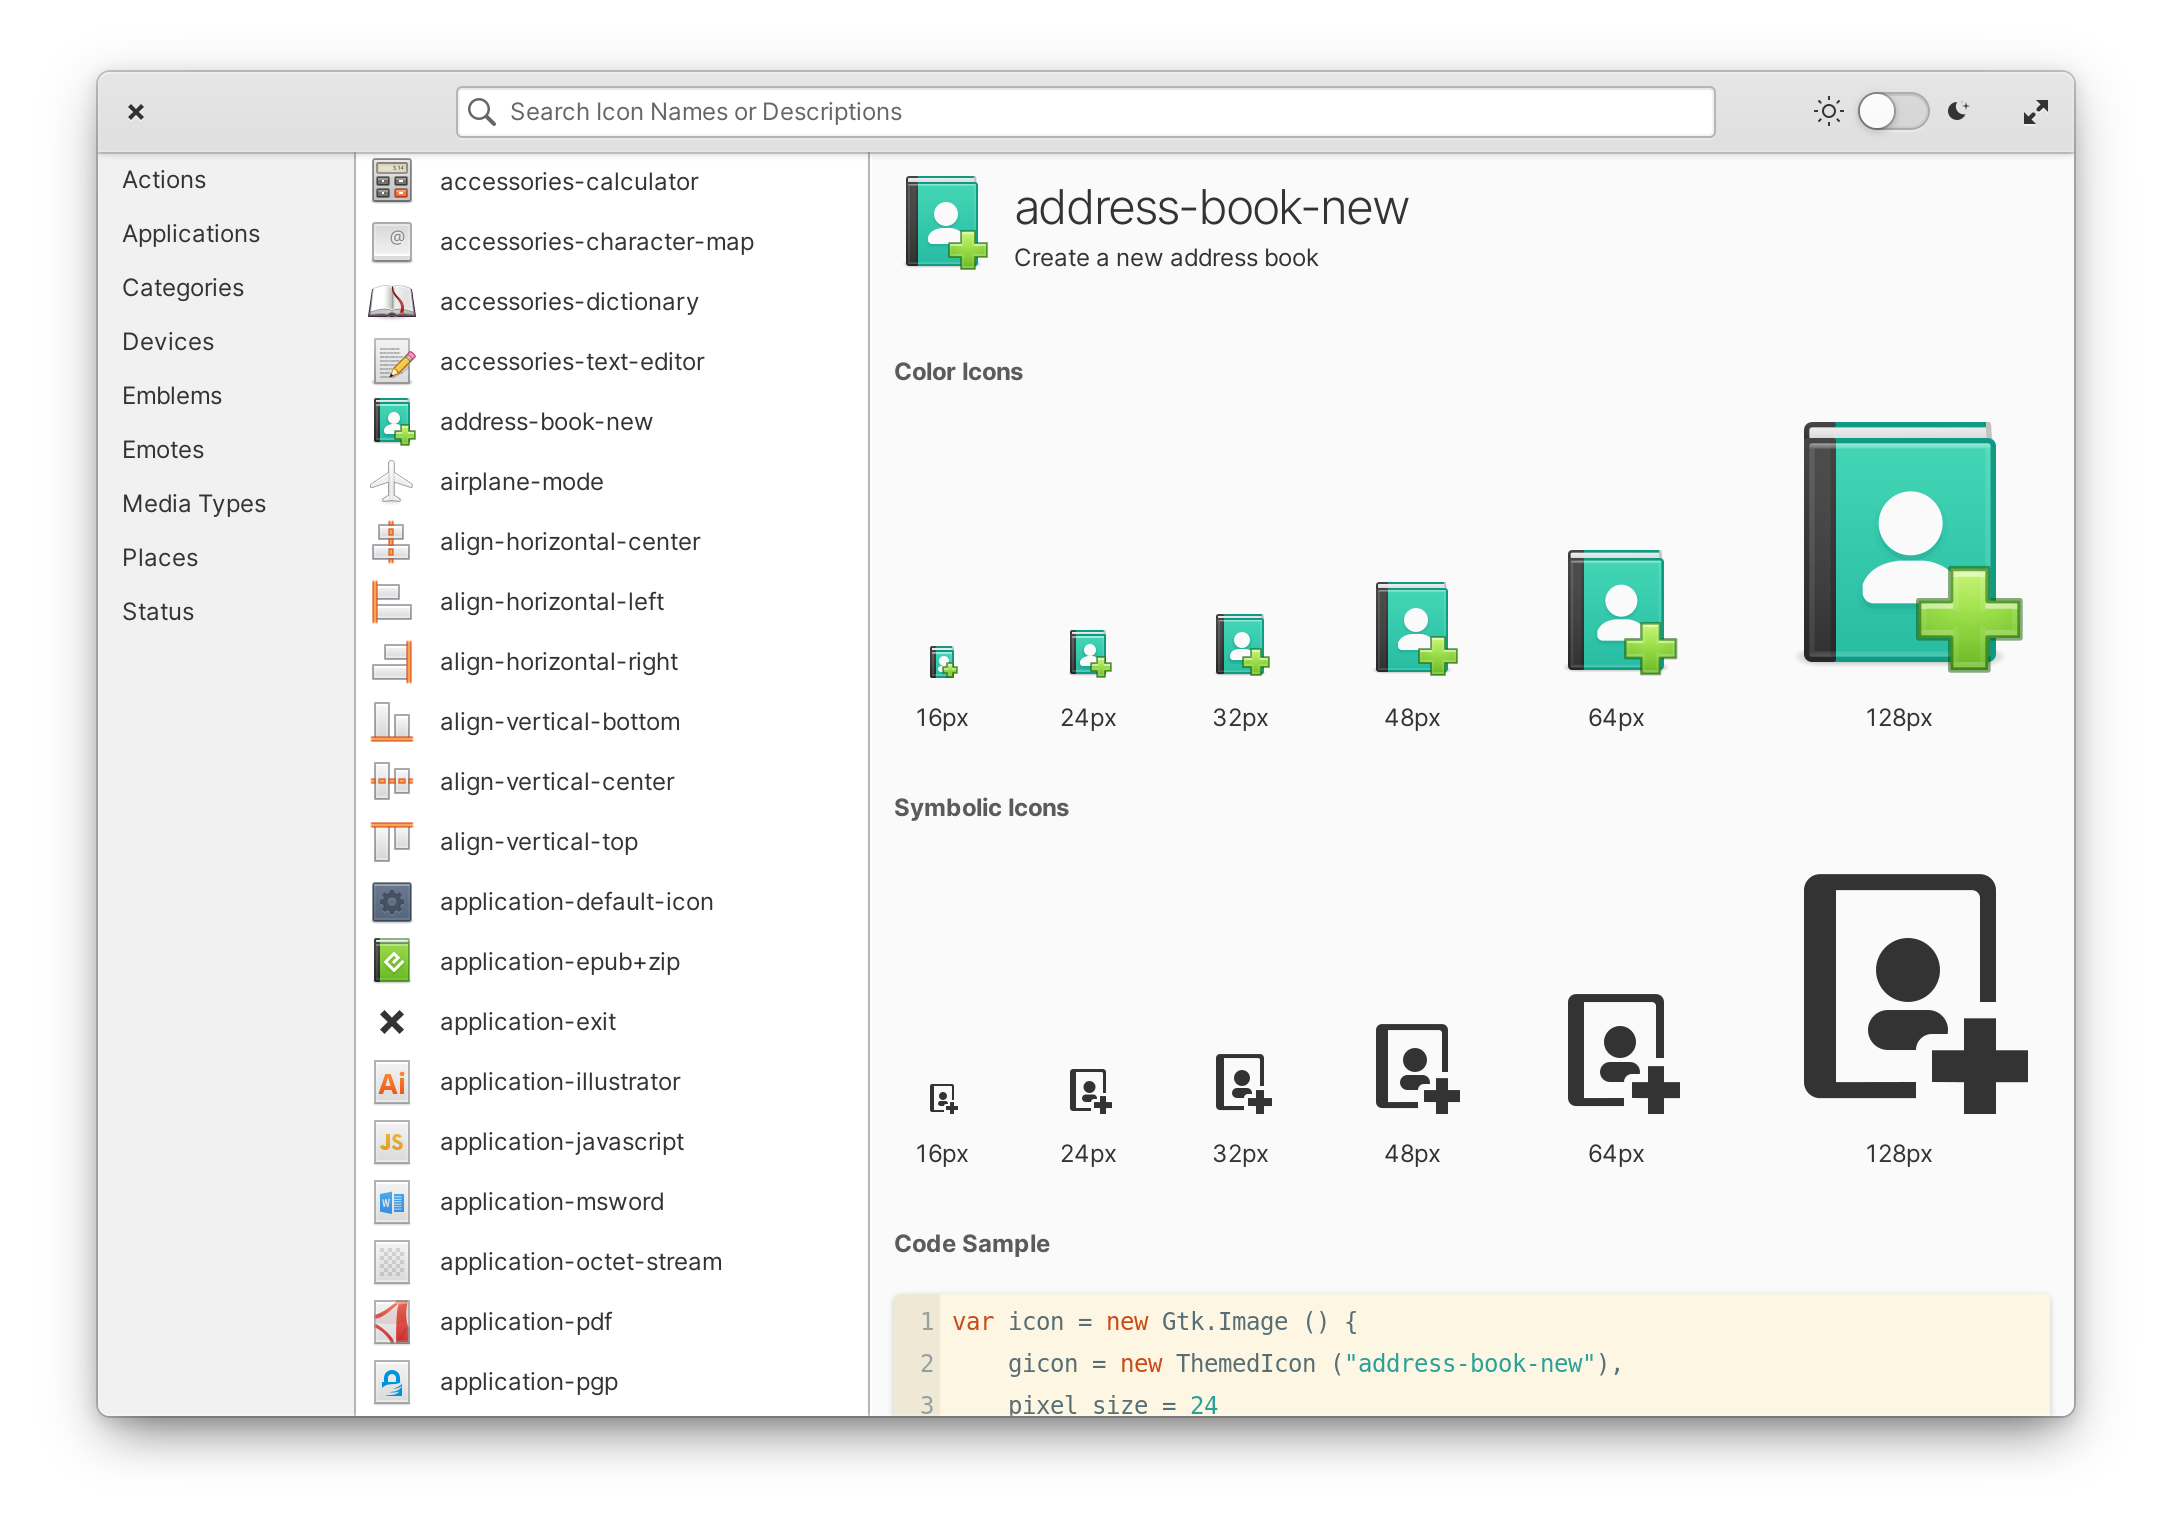 Search Icon Names or Descriptions
Actions
Applications
Categories
Devices
Emblems
Emotes
Media Types
Places
Status
3.14
accessories-calculator
@
accessories-character-map
accessories-dictionary
accessories-text-editor
address-book-new
airplane-mode
align-horizontal-center
align-horizontal-left
align-horizontal-right
align-vertical-bottom
align-vertical-center
align-vertical-top
application-default-icon
application-epub+zip
application-exit
Ai
application-illustrator
JS
application-javascript
W
application-msword
application-octet-stream
application-pdf
application-pgp
address-book-new
Create a new address book
Color Icons
16px 24px 32px 48px 64px 128px
Symbolic Icons
16px 24px 32px 48px 64px 128px
Code Sample
1 var icon = new Gtk.Image () {
2 gicon = new ThemedIcon ("address-book-new"),
3 pixel_size = 24